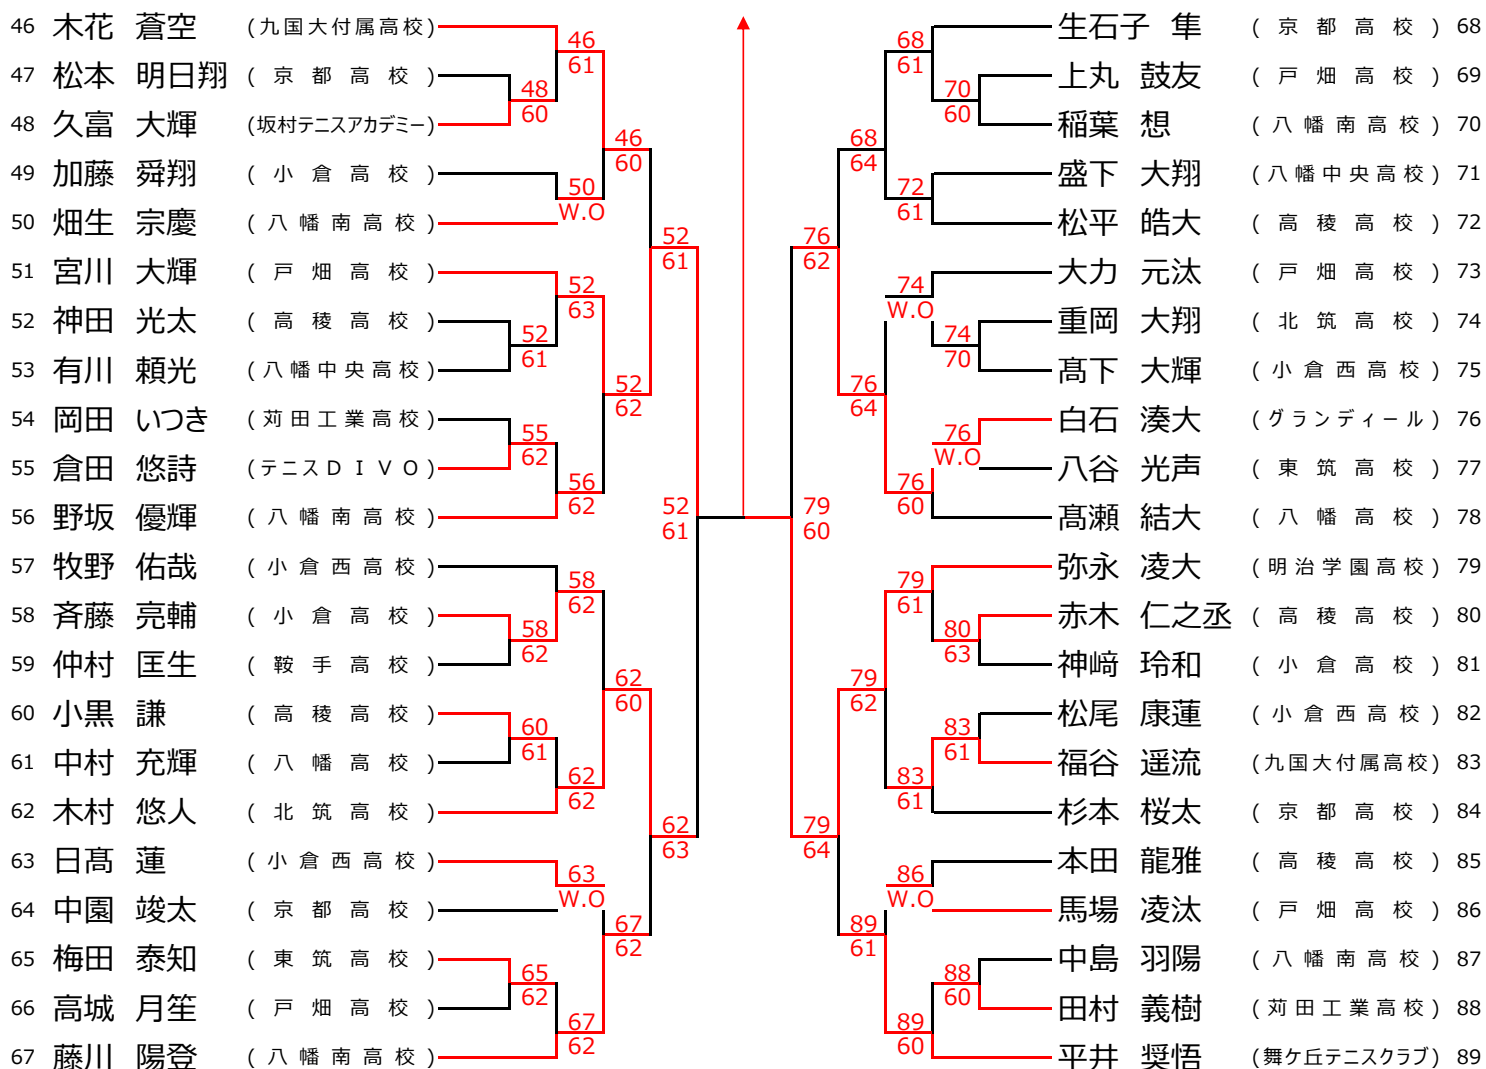 46 木花 蒼空 (九国大付属高校)
47 松本 明日翔 (京都高校)
48 久富 大輝 (坂村テニスアカデミー)
49 加藤 舜翔 (小倉高校)
50 畑生 宗慶 (八幡南高校)
51 宮川 大輝 (戸畑高校)
52 神田 光太 (高稜高校)
53 有川 頼光 (八幡中央高校)
54 岡田 いつき (苅田工業高校)
55 倉田 悠詩 (テニスDIVO)
56 野坂 優輝 (八幡南高校)
57 牧野 佑哉 (小倉西高校)
58 斉藤 亮輔 (小倉高校)
59 仲村 匡生 (鞍手高校)
60 小黒 謙 (高稜高校)
61 中村 充輝 (八幡高校)
62 木村 悠人 (北筑高校)
63 日髙 蓮 (小倉西高校)
64 中園 竣太 (京都高校)
65 梅田 泰知 (東筑高校)
66 高城 月笙 (戸畑高校)
67 藤川 陽登 (八幡南高校)
48
60
52
61
55
62
58
62
60
61
65
62
46
61
50
W.O
52
63
56
62
58
62
62
62
63
W.O
67
62
46
60
52
62
62
60
67
62
52
61
62
63
52
61
79
60
76
62
79
64
68
64
76
64
79
62
89
61
68
61
72
61
74
W.O
76
60
79
61
83
61
86
W.O
89
60
70
60
74
70
76
W.O
80
63
83
61
88
60
生石子 隼 (京都高校) 68
上丸 鼓友 (戸畑高校) 69
稲葉 想 (八幡南高校) 70
盛下 大翔 (八幡中央高校) 71
松平 皓大 (高稜高校) 72
大力 元汰 (戸畑高校) 73
重岡 大翔 (北筑高校) 74
髙下 大輝 (小倉西高校) 75
白石 湊大 (グランディール) 76
八谷 光声 (東筑高校) 77
髙瀬 結大 (八幡高校) 78
弥永 凌大 (明治学園高校) 79
赤木 仁之丞 (高稜高校) 80
神﨑 玲和 (小倉高校) 81
松尾 康蓮 (小倉西高校) 82
福谷 遥流 (九国大付属高校) 83
杉本 桜太 (京都高校) 84
本田 龍雅 (高稜高校) 85
馬場 凌汰 (戸畑高校) 86
中島 羽陽 (八幡南高校) 87
田村 義樹 (苅田工業高校) 88
平井 奨悟 (舞ケ丘テニスクラブ) 89